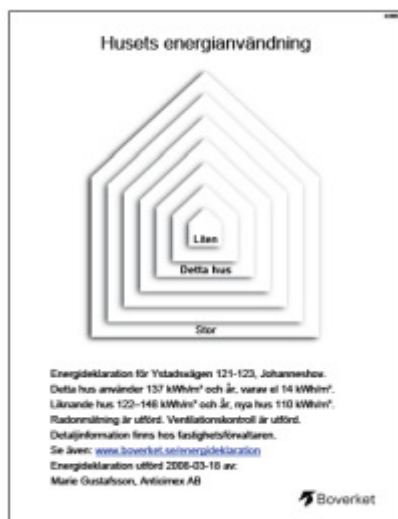 Husets energianvändning
Liten
Detta hus
Stor
Energideklaration för Ystadsvägen 121-123, Johanneshov.
Detta hus använder 137 kWh/m² och år, varav el 14 kWh/m².
Liknande hus 122–148 kWh/m² och år, nya hus 110 kWh/m².
Radonmätning är utförd. Ventilationskontroll är utförd.
Detaljinformation finns hos fastighetsförvaltaren.
Se även: www.boverket.se/energideklaration
Energideklaration utförd 2008-03-18 av:
Marie Gustafsson, Anticimex AB
Boverket